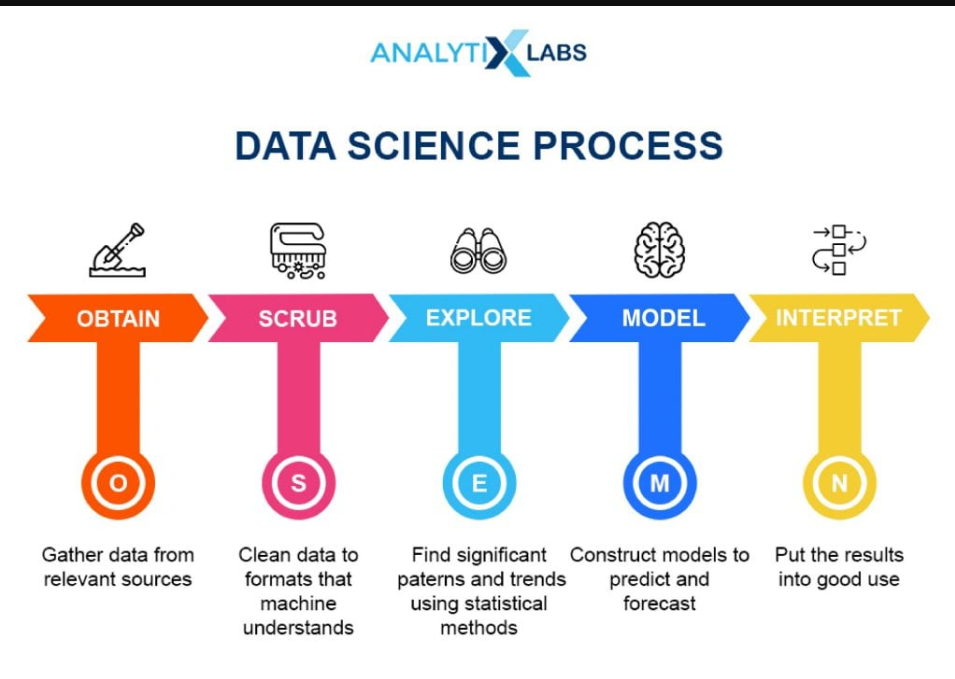 ANALYTIX LABS
DATA SCIENCE PROCESS
OBTAIN
SCRUB
EXPLORE
MODEL
INTERPRET
O
S
E
M
N
Gather data from
relevant sources
Clean data to
formats that
machine
understands
Find significant
paterns and trends
using statistical
methods
Construct models to
predict and
forecast
Put the results
into good use